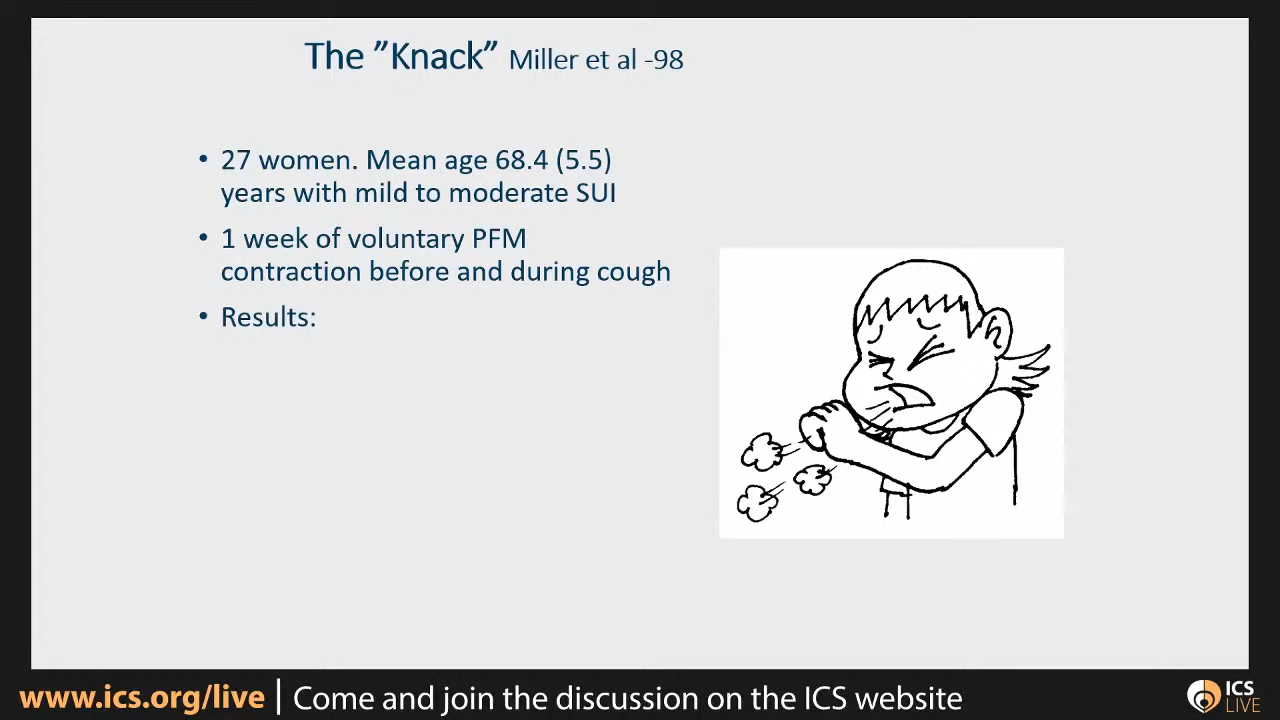 The ”Knack” Miller et al -98
• 27 women. Mean age 68.4 (5.5)
years with mild to moderate SUI
• 1 week of voluntary PFM
contraction before and during cough
• Results:
www.ics.org/live | Come and join the discussion on the ICS website
ICS
LIVE